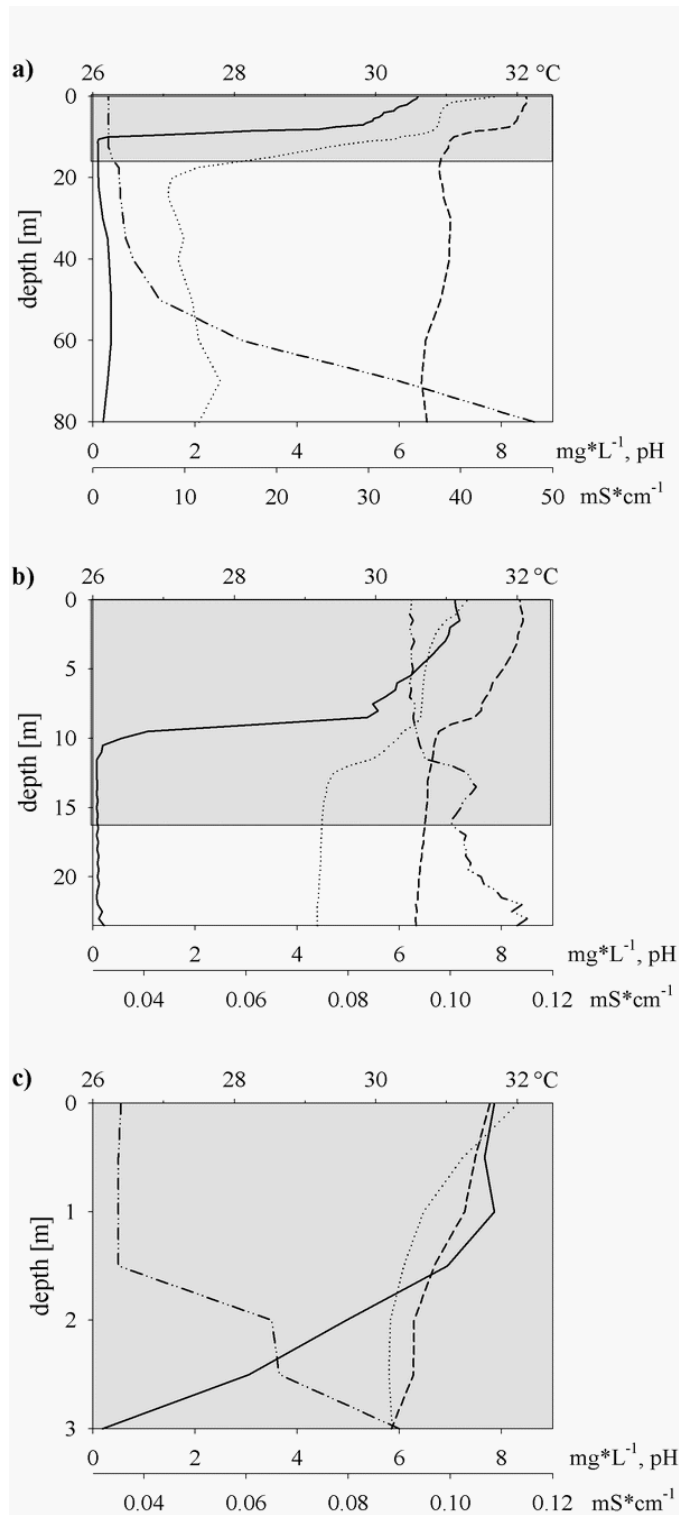 a)
26 28 30 32 °C
0
20
40
60
80
depth [m]
0 2 4 6 8 mg*L⁻¹, pH
0 10 20 30 40 50 mS*cm⁻¹
b)
26 28 30 32 °C
0
5
10
15
20
depth [m]
0 2 4 6 8 mg*L⁻¹, pH
0.04 0.06 0.08 0.10 0.12 mS*cm⁻¹
c)
26 28 30 32 °C
0
1
2
3
depth [m]
0 2 4 6 8 mg*L⁻¹, pH
0.04 0.06 0.08 0.10 0.12 mS*cm⁻¹